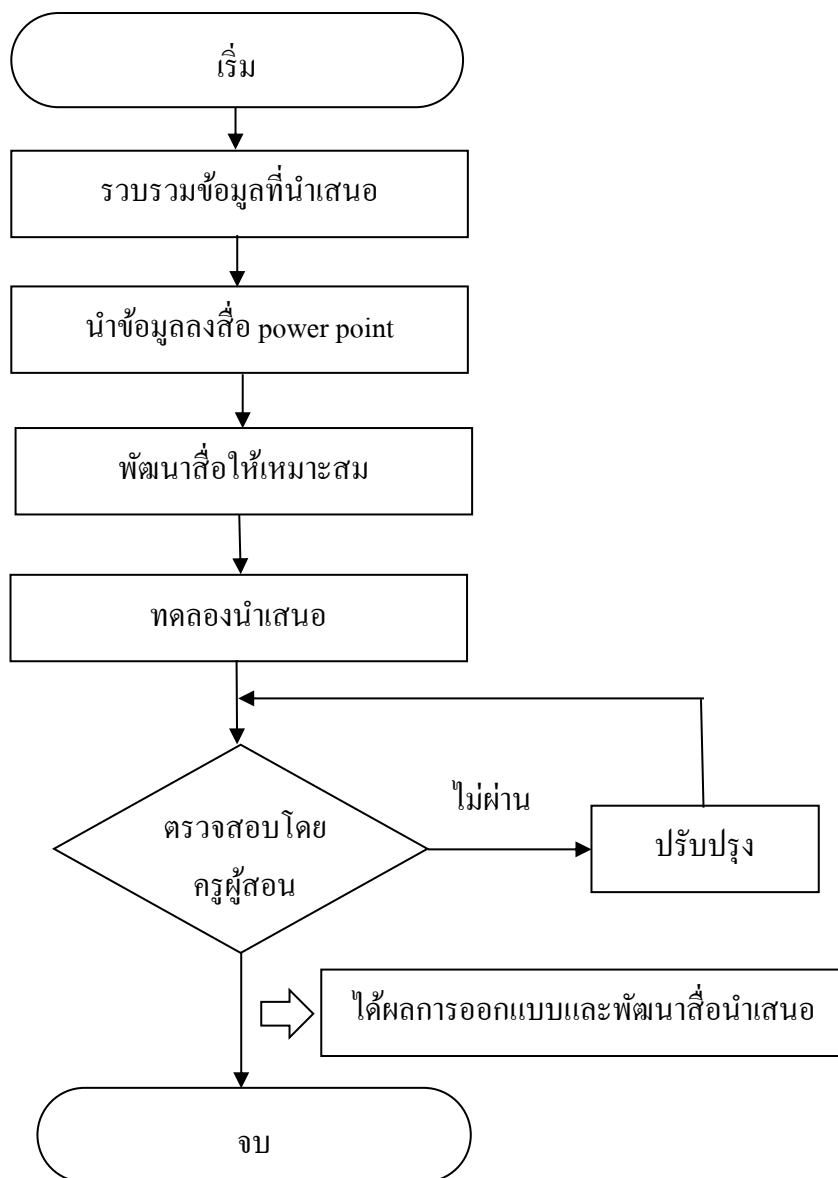 เริ่ม
รวบรวมข้อมูลที่นำเสนอ
นำข้อมูลลงสื่อ power point
พัฒนาสื่อให้เหมาะสม
ทดลองนำเสนอ
ไม่ผ่าน
ตรวจสอบโดย
ครูผู้สอน
ปรับปรุง
ได้ผลการออกแบบและพัฒนาสื่อนำเสนอ
จบ